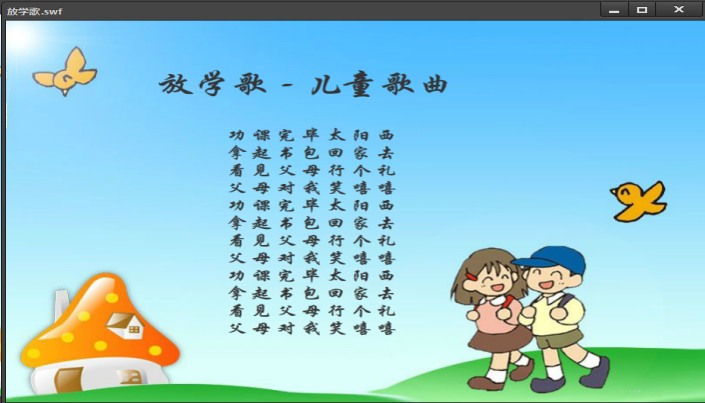 放学歌.swf
放学歌 - 儿童歌曲
功课完毕太阳西
拿起书包回家去
看见父母行个礼
父母对我笑嘻嘻
功课完毕太阳西
拿起书包回家去
看见父母行个礼
父母对我笑嘻嘻
功课完毕太阳西
拿起书包回家去
看见父母行个礼
父母对我笑嘻嘻